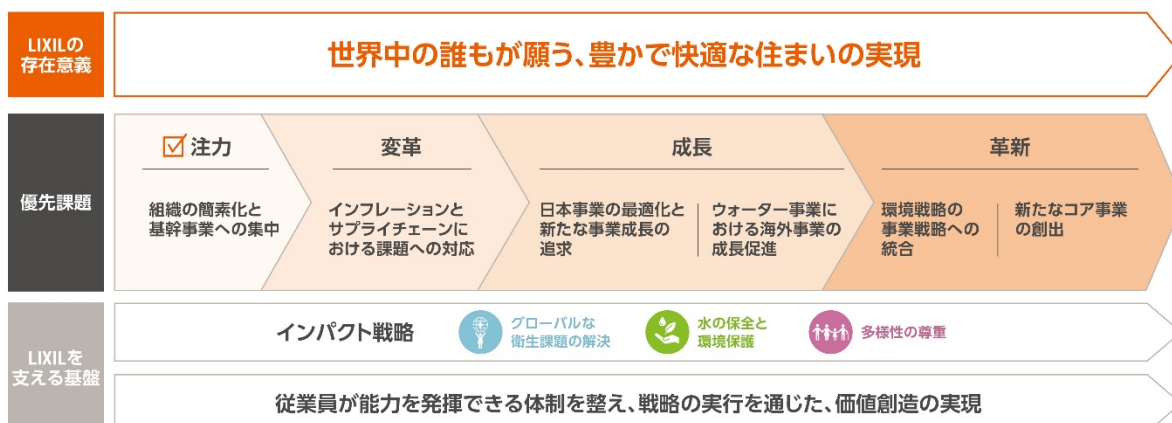 LIXILの
存在意義
世界中の誰もが願う、豊かで快適な住まいの実現
優先課題
注力
組織の簡素化と
基幹事業への集中
変革
インフレーションと
サプライチェーンに
おける課題への対応
成長
日本事業の最適化と
新たな事業成長の
追求
ウォーター事業に
おける海外事業の
成長促進
革新
環境戦略の
事業戦略への
統合
新たなコア事業
の創出
LIXILを
支える基盤
インパクト戦略
グローバルな
衛生課題の解決
水の保全と
環境保護
多様性の尊重
従業員が能力を発揮できる体制を整え、戦略の実行を通じた、価値創造の実現